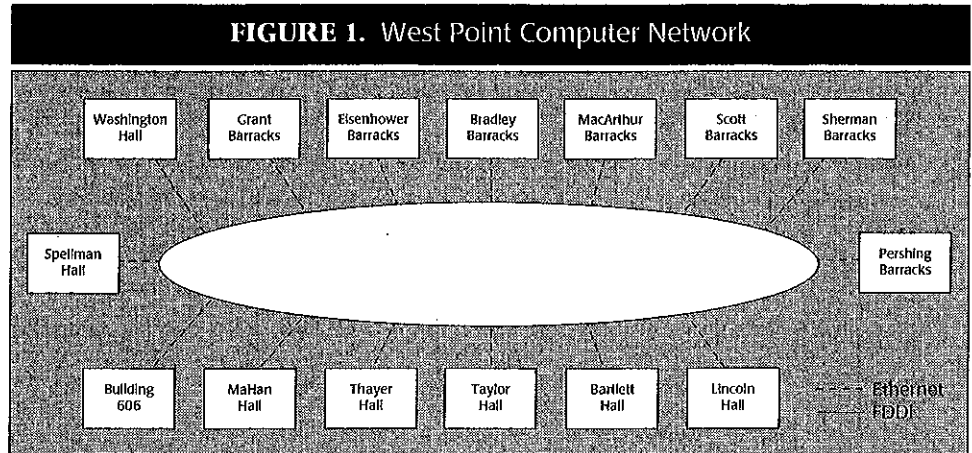 FIGURE 1. West Point Computer Network
Washington
Hall
Grant
Barracks
Eisenhower
Barracks
Bradley
Barracks
MacArthur
Barracks
Scott
Barracks
Sherman
Barracks
Spellman
Hall
Pershing
Barracks
Building
606
MaHan
Hall
Thayer
Hall
Taylor
Hall
Bartlett
Hall
Lincoln
Hall
Ethernet
FDDI